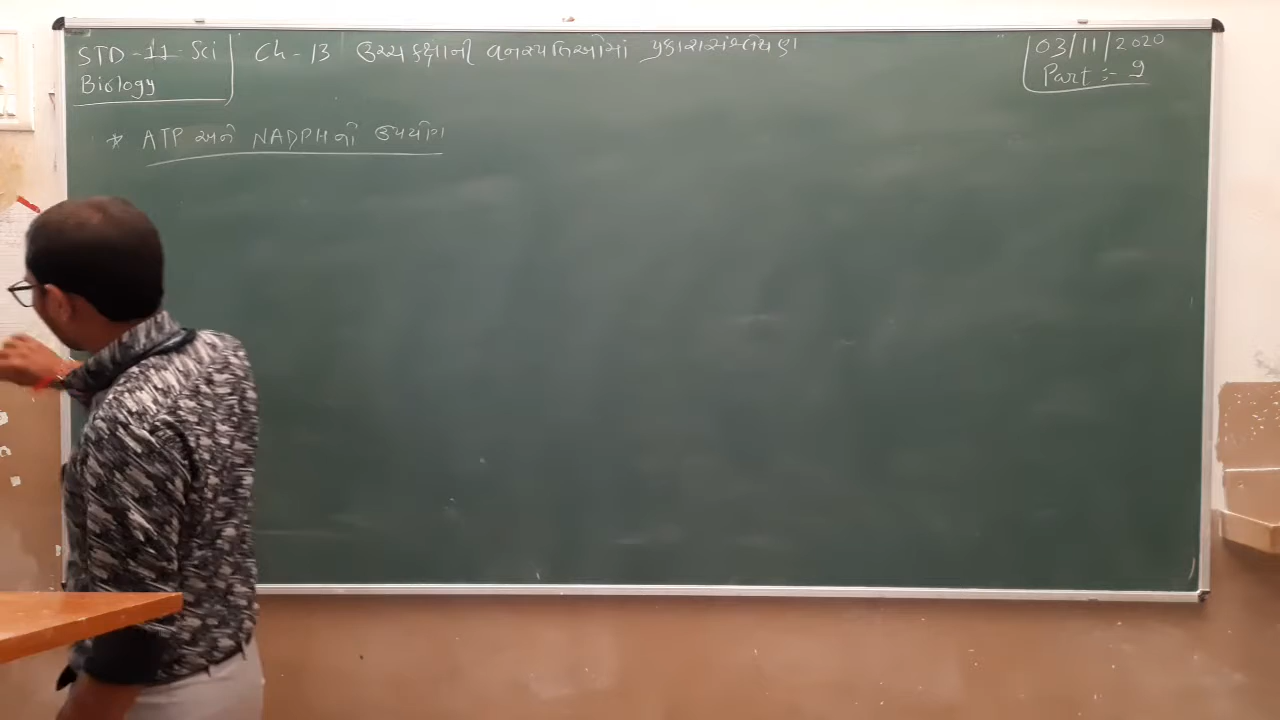 STD-11 Sci
Biology
Ch-13 ઉચ્ચ કક્ષાની વનસ્પતિઓમાં પ્રકાશસંશ્લેષણ
03/11/2020
Part :- 9
* ATP અને NADPH નો ઉપયોગ